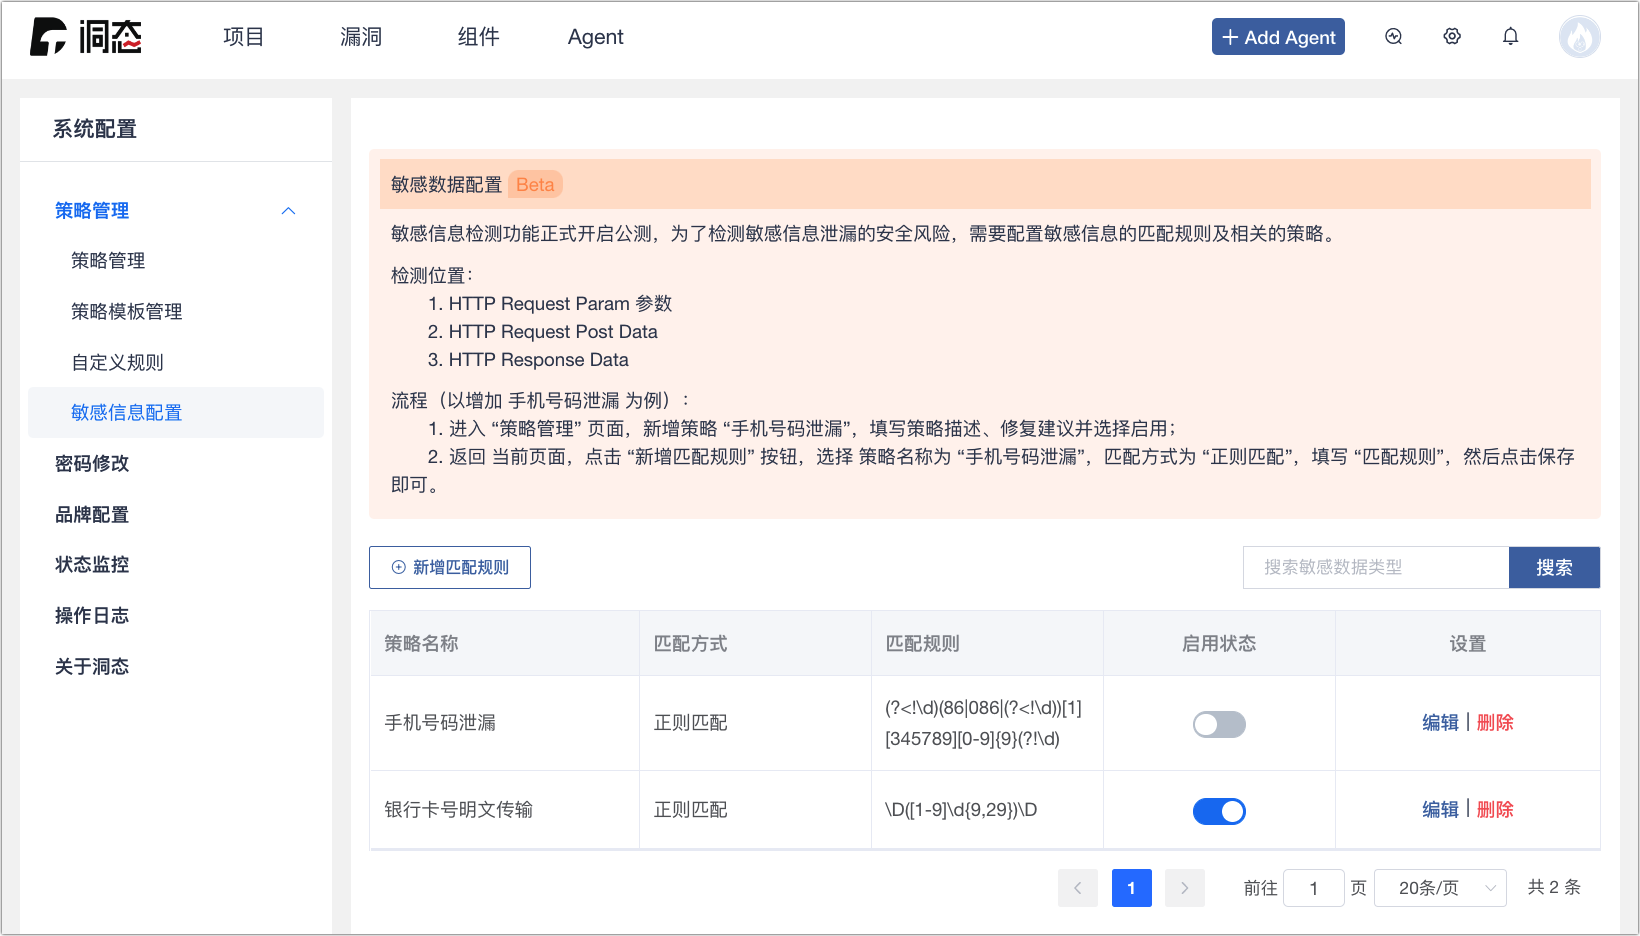 洞态
项目
漏洞
组件
Agent
Add Agent
系统配置
策略管理
策略管理
策略模板管理
自定义规则
敏感信息配置
密码修改
品牌配置
状态监控
操作日志
关于洞态
敏感数据配置 Beta
敏感信息检测功能正式开启公测，为了检测敏感信息泄漏的安全风险，需要配置敏感信息的匹配规则及相关的策略。
检测位置：
1. HTTP Request Param 参数
2. HTTP Request Post Data
3. HTTP Response Data
流程（以增加 手机号码泄漏 为例）：
1. 进入 “策略管理” 页面，新增策略 “手机号码泄漏”，填写策略描述、修复建议并选择启用；
2. 返回 当前页面，点击 “新增匹配规则” 按钮，选择 策略名称为 “手机号码泄漏”，匹配方式为 “正则匹配”，填写 “匹配规则”，然后点击保存
即可。
新增匹配规则
搜索敏感数据类型
搜索
策略名称 匹配方式 匹配规则 启用状态 设置
手机号码泄漏 正则匹配 (?<!\d)(86|086|(?<!\d))[1]
[345789][0-9]{9}(?!\d)
编辑 | 删除
银行卡号明文传输 正则匹配 \D([1-9]\d{9,29})\D 编辑 | 删除
1 前往 1 页 20条/页 共 2 条